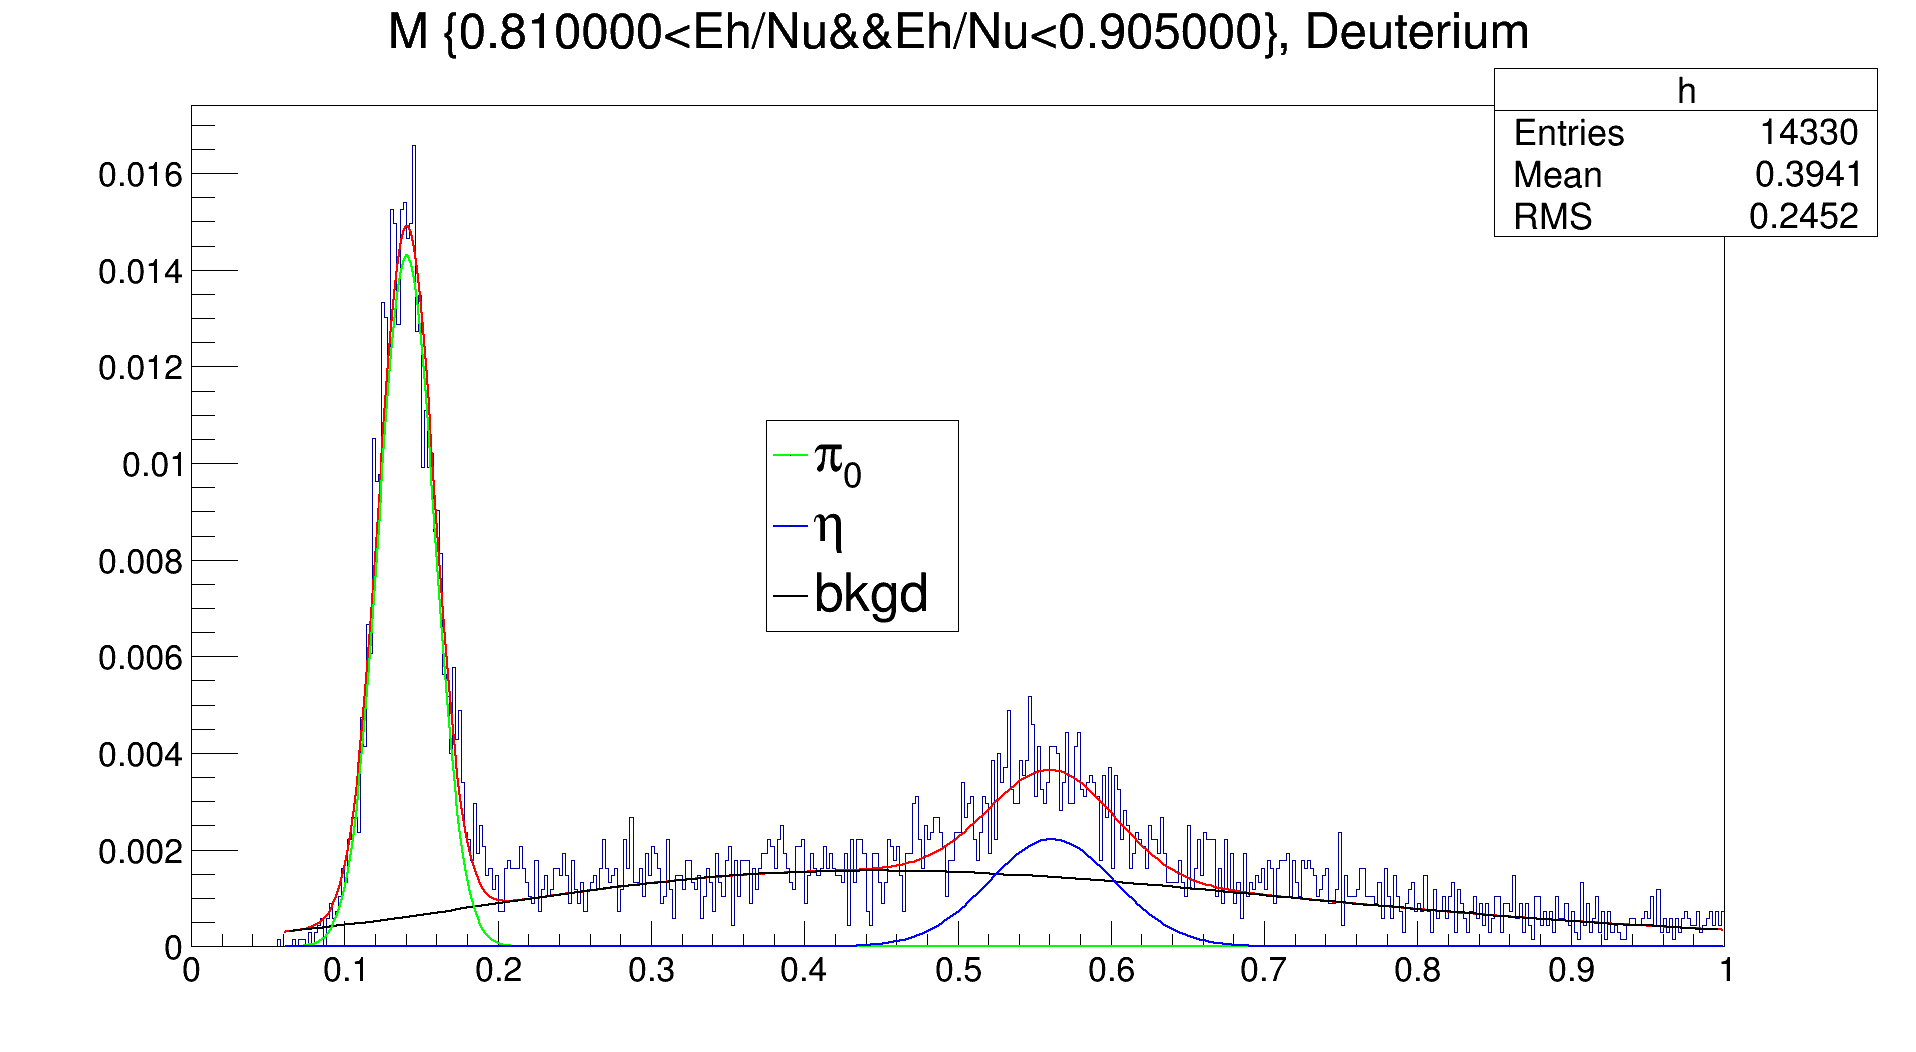 M {0.810000<Eh/Nu&&Eh/Nu<0.905000}, Deuterium
h
Entries 14330
Mean 0.3941
RMS 0.2452
0.016
0.014
0.012
0.01
0.008
0.006
0.004
0.002
0
π0
η
bkgd
0 0.1 0.2 0.3 0.4 0.5 0.6 0.7 0.8 0.9 1